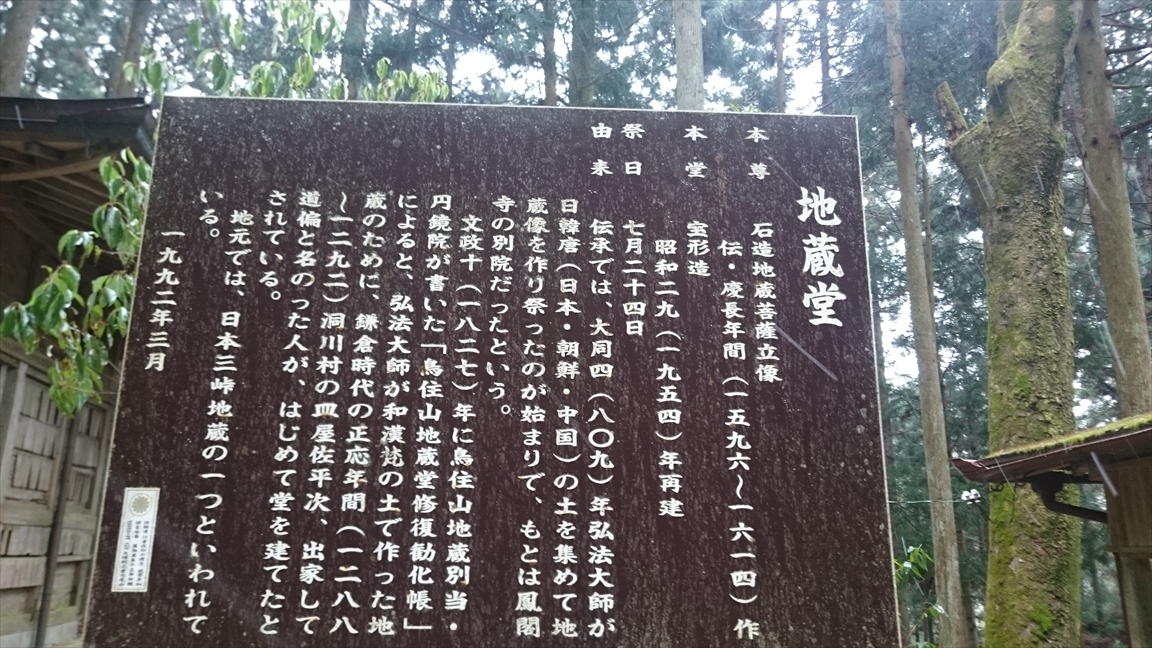 地蔵堂
本尊 石造地蔵菩薩立像
伝・慶長年間（一五九六～一六一四）作
本堂 宝形造
昭和二九（一九五四）年再建
祭日 七月二十四日
由来 伝承では、大同四（八〇九）年弘法大師が
日韓唐（日本・朝鮮・中国）の土を集めて地
蔵像を作り祭ったのが始まりで、もとは鳳閣
寺の別院だったという。
文政十（一八二七）年に鳥住山地蔵別当・
円鏡院が書いた「鳥住山地蔵堂修復勧化帳」
によると、弘法大師が和漢梵の土で作った地
蔵のために、鎌倉時代の正応年間（一二八八
～一二九二）洞川村の皿屋佐平次、出家して
道偏と名のった人が、はじめて堂を建てたと
されている。
地元では、日本三峠地蔵の一つといわれて
いる。
一九九二年三月